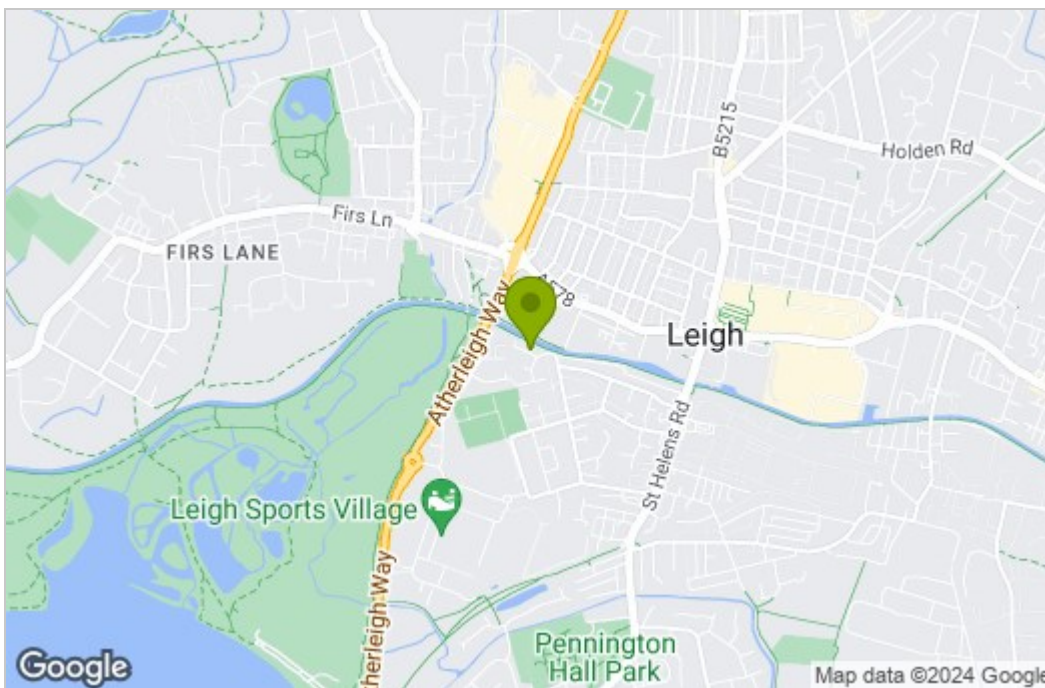 B5215
Holden Rd
Firs Ln
FIRS LANE
A578
Atherleigh Way
Leigh
St Helens Rd
Leigh Sports Village
Atherleigh Way
Pennington
Hall Park
Google
Map data ©2024 Google